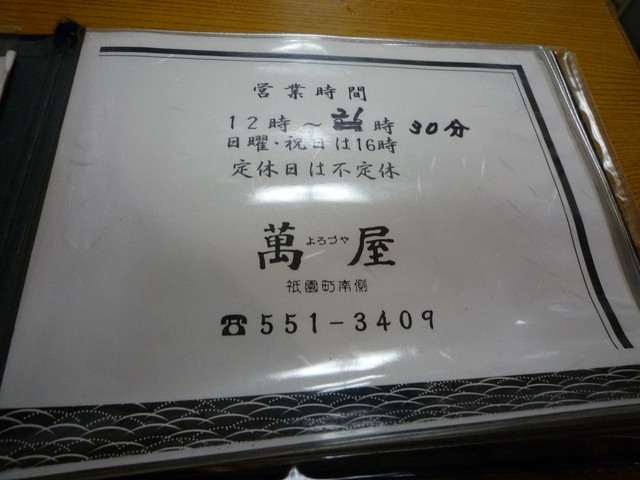 営業時間
12時～21時30分
日曜・祝日は16時
定休日は不定休
萬屋
よろづや
祇園町南側
☎551-3409